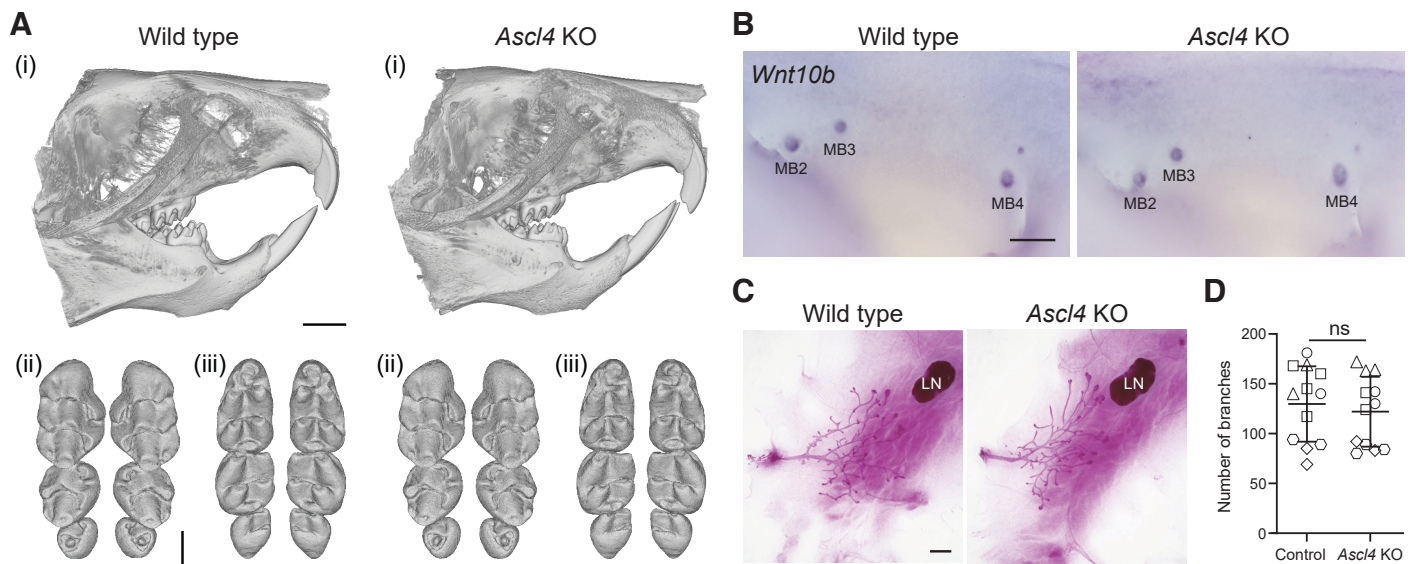 A
Wild type
Ascl4 KO
(i)
(i)
(ii)
(iii)
(ii)
(iii)
B
Wild type
Ascl4 KO
Wnt10b
MB2
MB3
MB4
MB2
MB3
MB4
C
Wild type
Ascl4 KO
LN
LN
D
ns
Number of branches
200
150
100
50
0
Control
Ascl4 KO